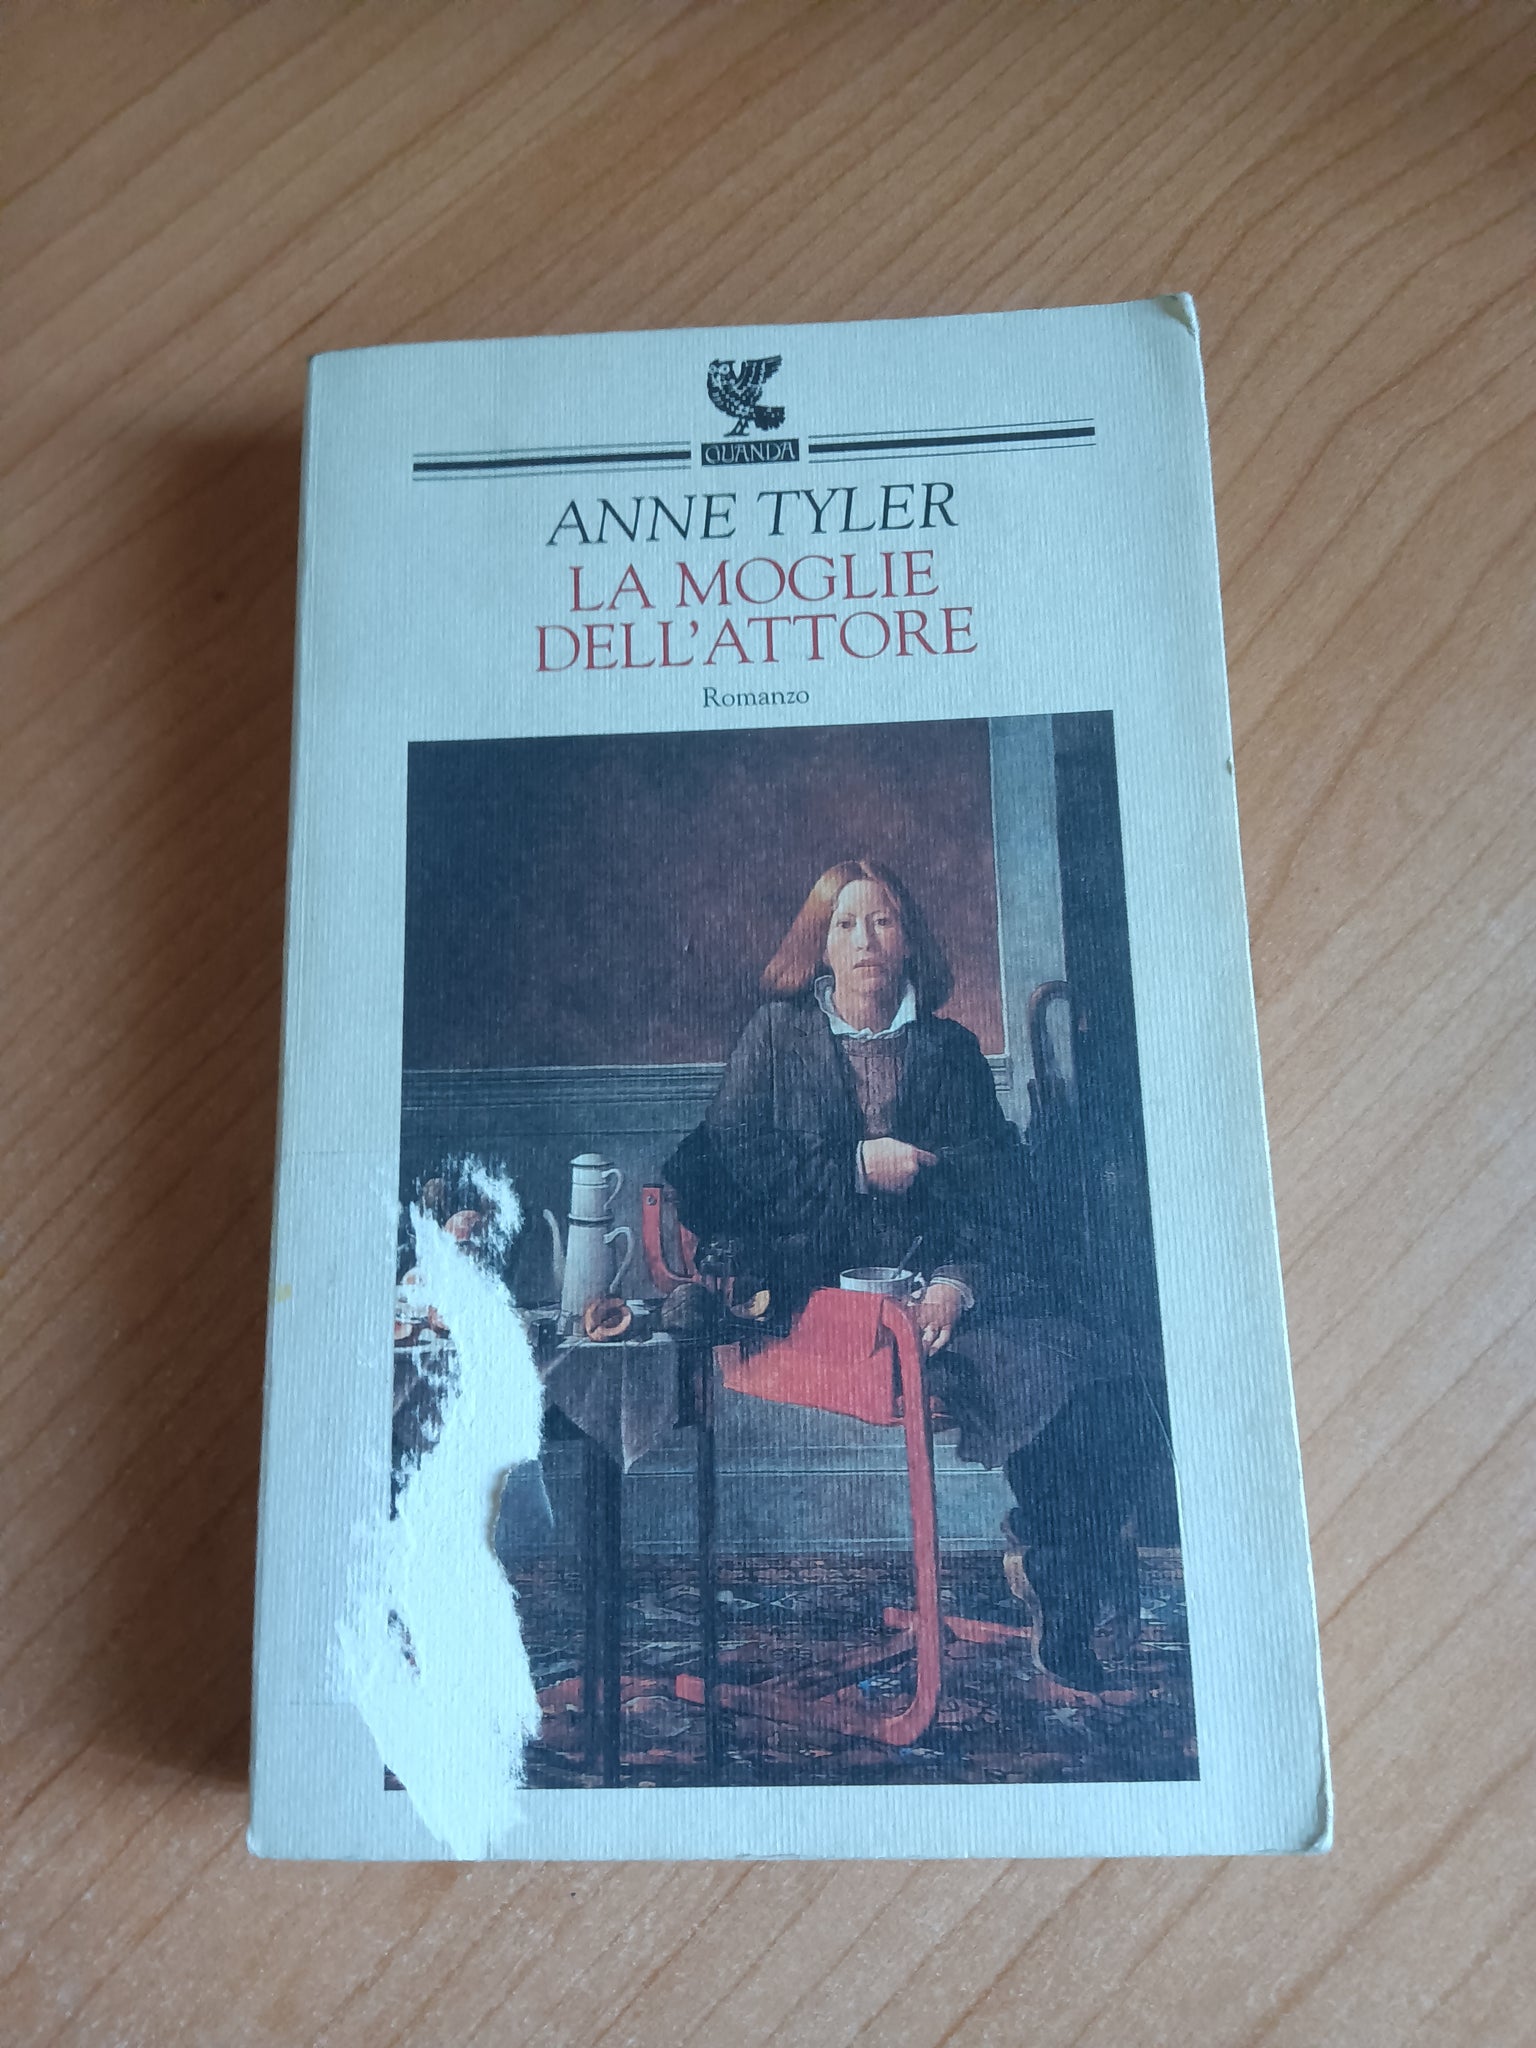 GUANDA
ANNE TYLER
LA MOGLIE
DELL'ATTORE
Romanzo